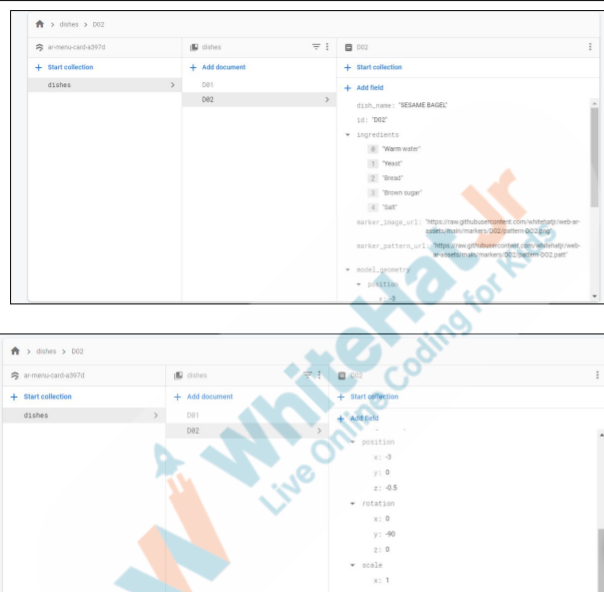 > dishes > D02
ar-menu-card-a397d
dishes
D02
+ Start collection
+ Add document
+ Start collection
dishes >
D01
+ Add field
D02 >
dish_name: "SESAME BAGEL"
id: "D02"
ingredients
0 "Warm water"
1 "Yeast"
2 "Bread"
3 "Brown sugar"
4 "Salt"
marker_image_url: "https://raw.githubusercontent.com/whitehatjr/web-ar-
assets/main/markers/D02/pattern-D02.png"
marker_pattern_url: "https://raw.githubusercontent.com/whitehatjr/web-
ar-assets/main/markers/D02/pattern-D02.patt"
model_geometry
position
x: -3
> dishes > D02
ar-menu-card-a397d
dishes
D02
+ Start collection
+ Add document
+ Start collection
dishes >
D01
+ Add field
D02 >
position
x: -3
y: 0
z: -0.5
rotation
x: 0
y: -90
z: 0
scale
x: 1
WhiteHat Jr
Live Online Coding for Kids